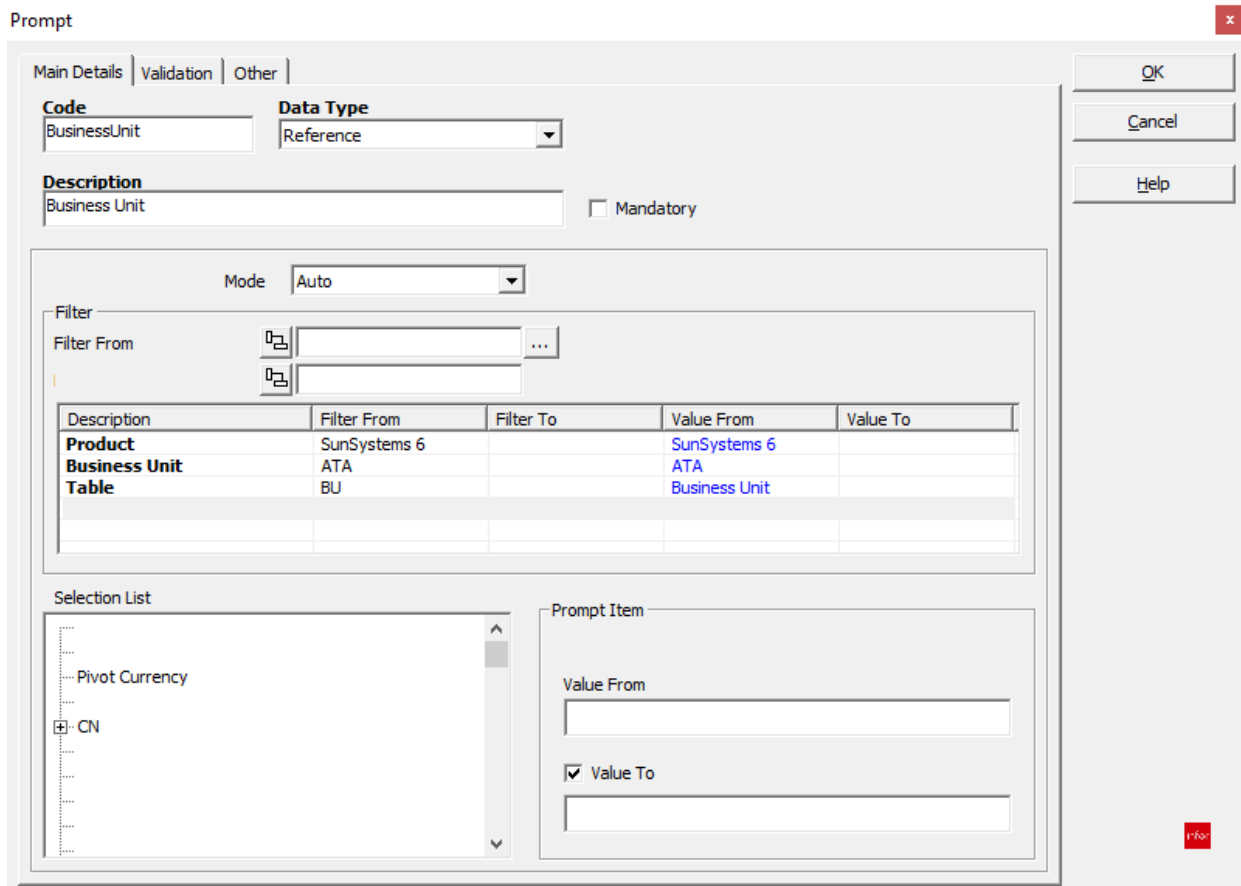 Prompt
x
Main Details Validation Other
OK
Code Data Type
BusinessUnit Reference
Cancel
Description
Business Unit
Mandatory
Help
Mode Auto
Filter
Filter From ...
Description Filter From Filter To Value From Value To
Product SunSystems 6 SunSystems 6
Business Unit ATA ATA
Table BU Business Unit
Selection List
Prompt Item
Pivot Currency
Value From
CN
Value To
infor